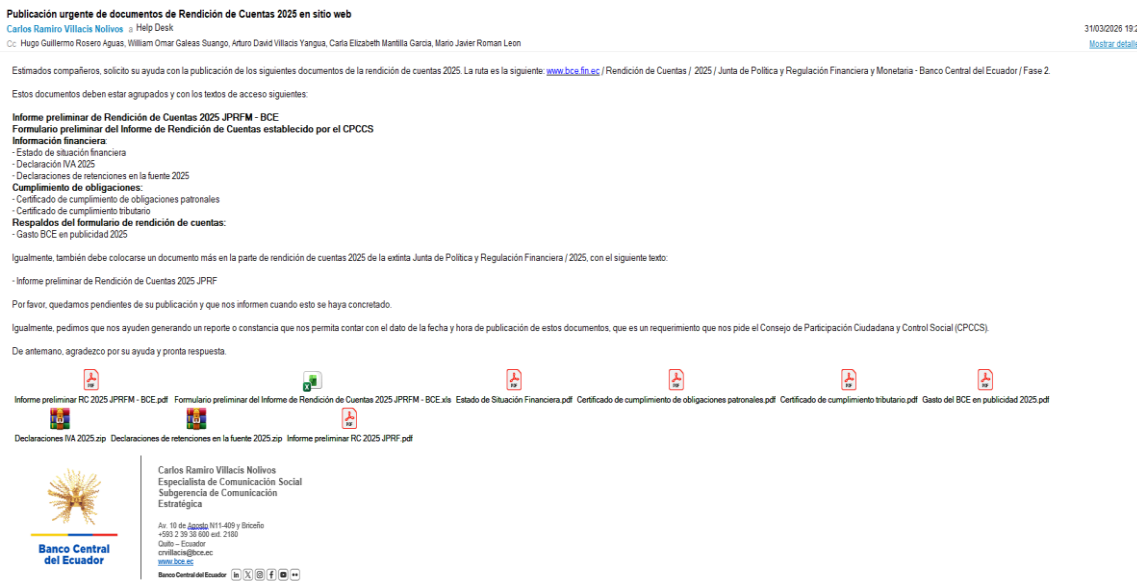 Publicación urgente de documentos de Rendición de Cuentas 2025 en sitio web
Carlos Ramiro Villacis Nolivos a Help Desk
31/03/2026 19:2
Cc: Hugo Guillermo Rosero Aguas, William Omar Galeas Suango, Arturo David Villacis Yangua, Carla Elizabeth Mantilla Garcia, Mario Javier Roman Leon
Mostrar detalle
Estimados compañeros, solicito su ayuda con la publicación de los siguientes documentos de la rendición de cuentas 2025. La ruta es la siguiente: www.bce.fin.ec / Rendición de Cuentas / 2025 / Junta de Política y Regulación Financiera y Monetaria - Banco Central del Ecuador / Fase 2.
Estos documentos deben estar agrupados y con los textos de acceso siguientes:
Informe preliminar de Rendición de Cuentas 2025 JPRFM - BCE
Formulario preliminar del Informe de Rendición de Cuentas establecido por el CPCCS
Información financiera:
- Estado de situación financiera
- Declaración IVA 2025
- Declaraciones de retenciones en la fuente 2025
Cumplimiento de obligaciones:
- Certificado de cumplimiento de obligaciones patronales
- Certificado de cumplimiento tributario
Respaldos del formulario de rendición de cuentas:
- Gasto BCE en publicidad 2025
Igualmente, también debe colocarse un documento más en la parte de rendición de cuentas 2025 de la extinta Junta de Política y Regulación Financiera / 2025, con el siguiente texto:
- Informe preliminar de Rendición de Cuentas 2025 JPRF
Por favor, quedamos pendientes de su publicación y que nos informen cuando esto se haya concretado.
Igualmente, pedimos que nos ayuden generando un reporte o constancia que nos permita contar con el dato de la fecha y hora de publicación de estos documentos, que es un requerimiento que nos pide el Consejo de Participación Ciudadana y Control Social (CPCCS).
De antemano, agradezco por su ayuda y pronta respuesta.
Informe preliminar RC 2025 JPRFM - BCE.pdf Formulario preliminar del Informe de Rendición de Cuentas 2025 JPRFM - BCE.xls Estado de Situación Financiera.pdf Certificado de cumplimiento de obligaciones patronales.pdf Certificado de cumplimiento tributario.pdf Gasto del BCE en publicidad 2025.pdf
Declaraciones IVA 2025.zip Declaraciones de retenciones en la fuente 2025.zip Informe preliminar RC 2025 JPRF.pdf
Banco Central
del Ecuador
Carlos Ramiro Villacis Nolivos
Especialista de Comunicación Social
Subgerencia de Comunicación
Estratégica
Av. 10 de Agosto N11-409 y Briceño
+593 2 39 38 600 ext. 2180
Quito – Ecuador
crvillacis@bce.ec
www.bce.ec
Banco Central del Ecuador